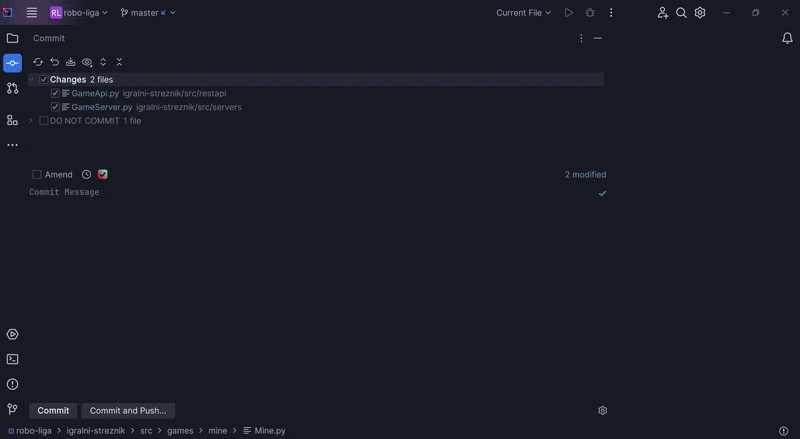 RL robo-liga master Current File
Commit
Changes 2 files
GameApi.py igralni-streznik/src/restapi
GameServer.py igralni-streznik/src/servers
DO NOT COMMIT 1 file
Amend 2 modified
Commit Message
Commit Commit and Push...
robo-liga > igralni-streznik > src > games > mine > Mine.py